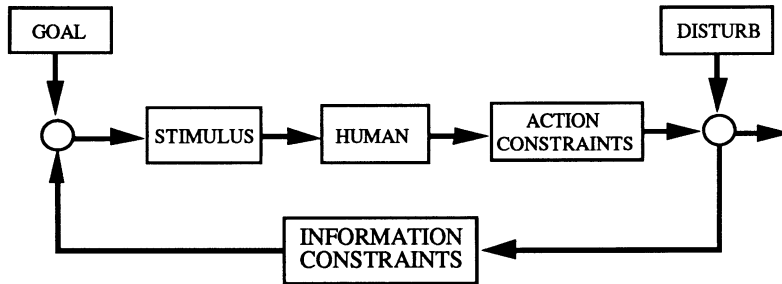 GOAL
DISTURB
STIMULUS
HUMAN
ACTION
CONSTRAINTS
INFORMATION
CONSTRAINTS